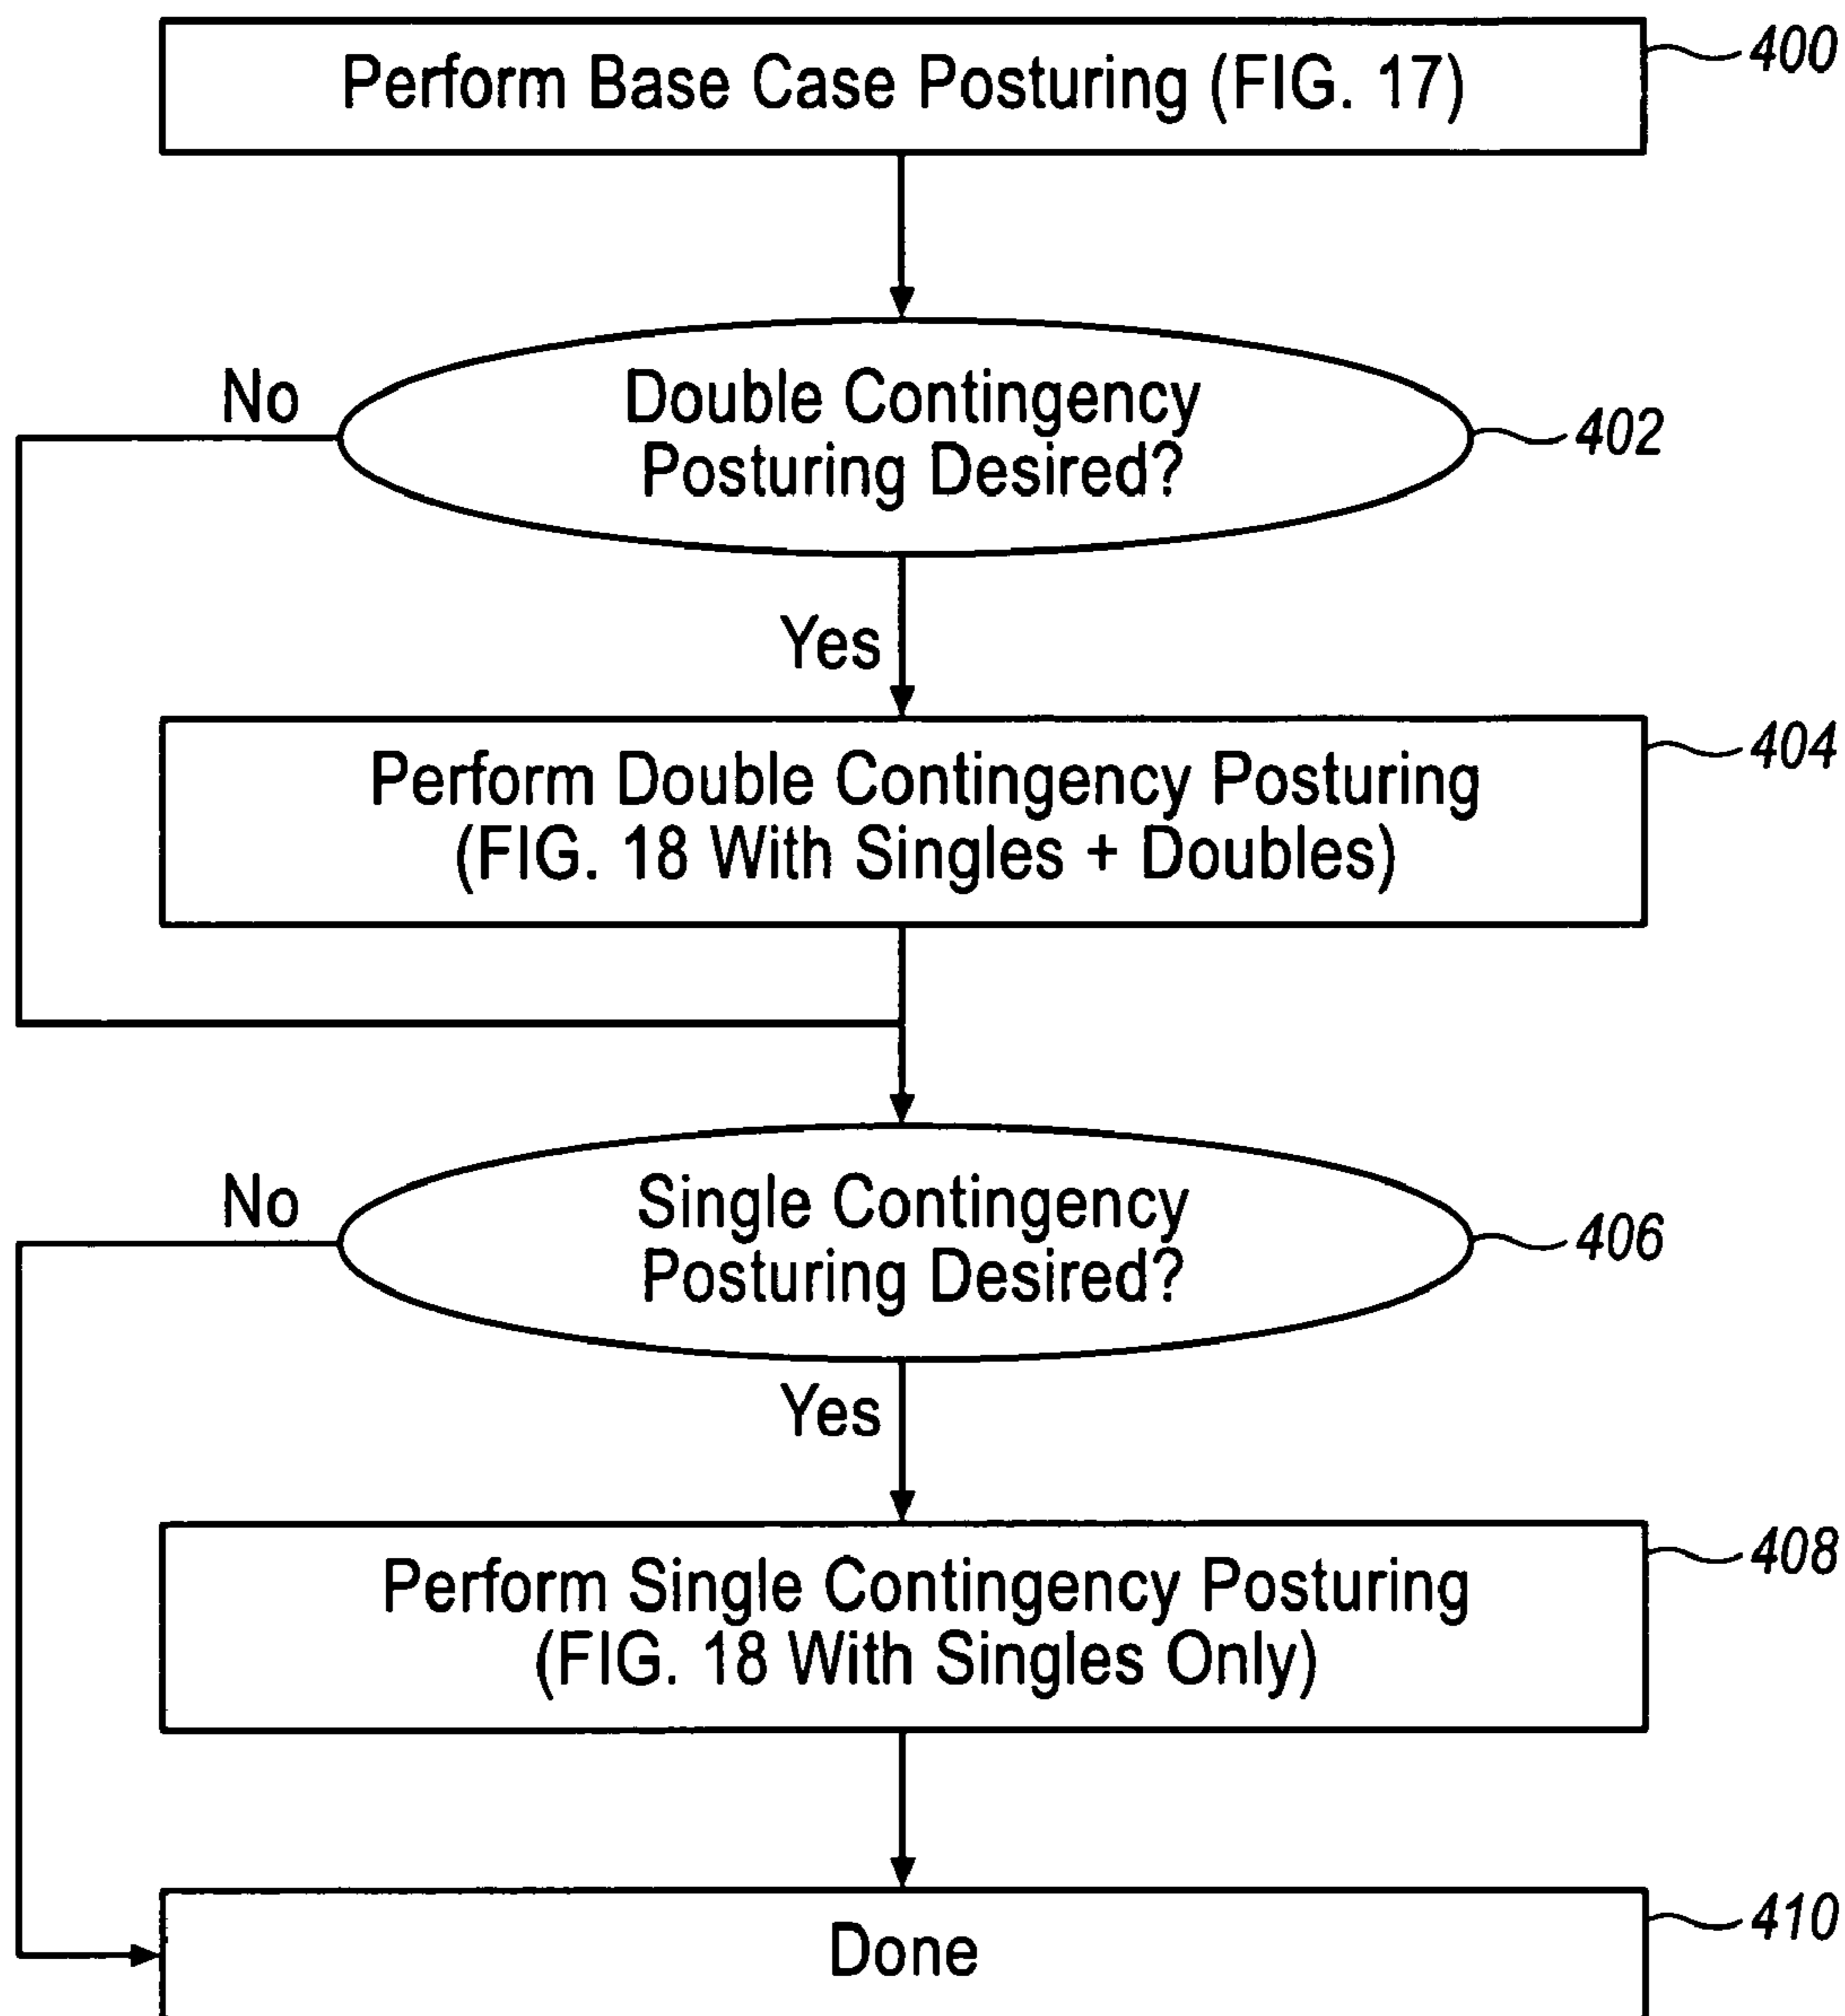 Perform Base Case Posturing (FIG. 17)
400
Double Contingency
Posturing Desired?
No
402
Yes
Perform Double Contingency Posturing
(FIG. 18 With Singles + Doubles)
404
Single Contingency
Posturing Desired?
No
406
Yes
Perform Single Contingency Posturing
(FIG. 18 With Singles Only)
408
Done
410